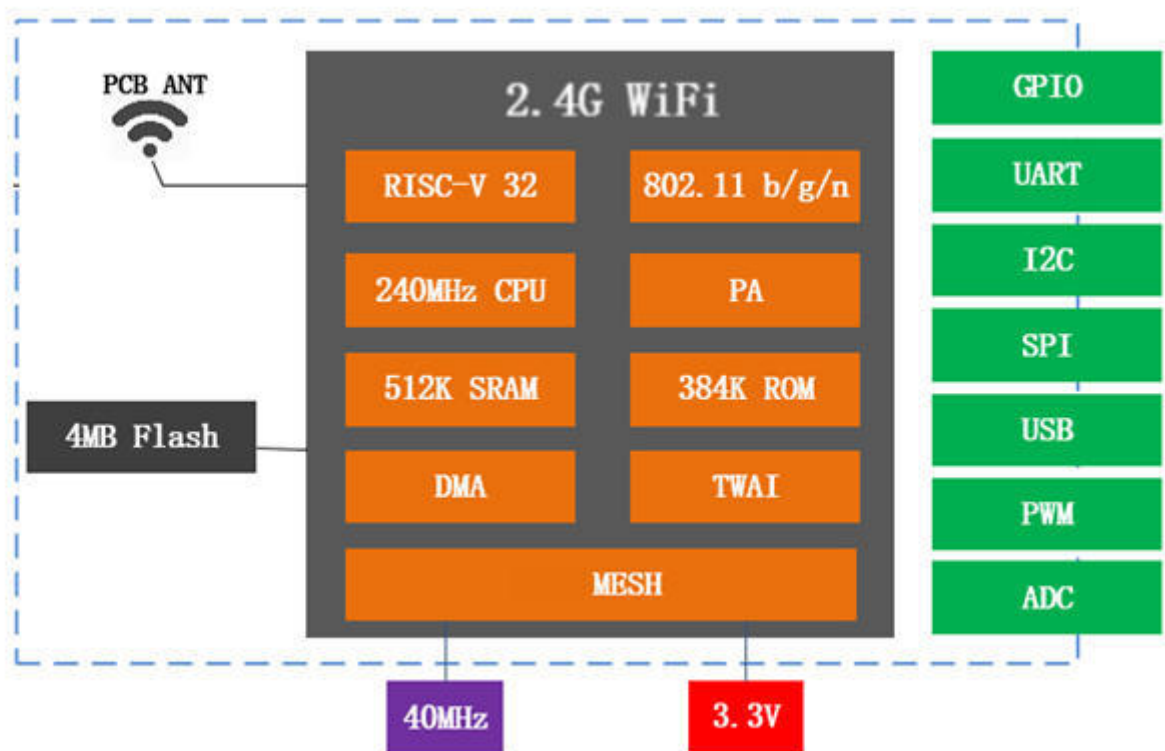 PCB ANT
2.4G WiFi
RISC-V 32
802.11 b/g/n
240MHz CPU
PA
512K SRAM
384K ROM
4MB Flash
DMA
TWAI
MESH
GPIO
UART
I2C
SPI
USB
PWM
ADC
40MHz
3.3V